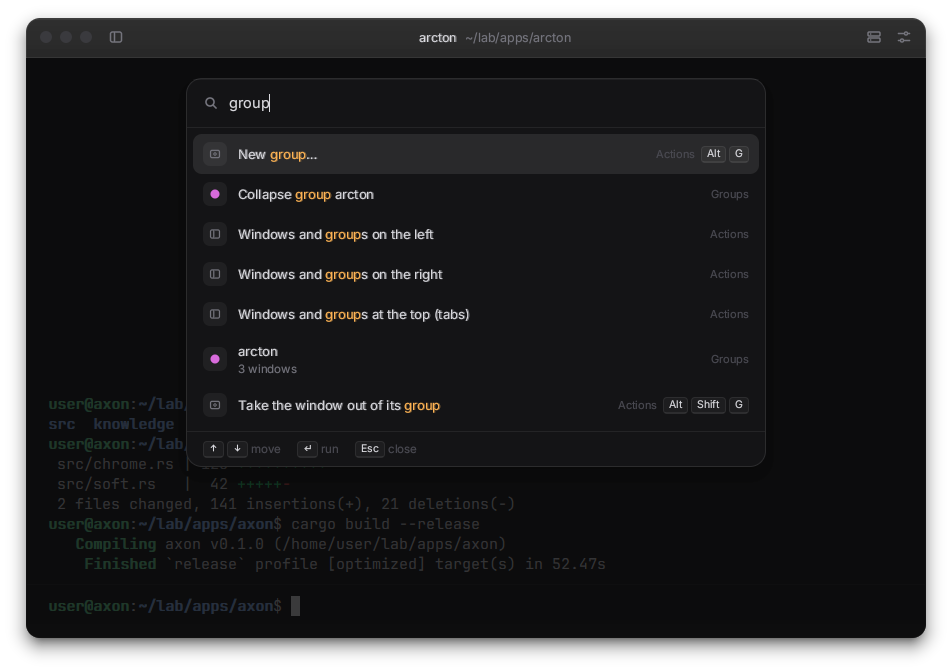 arcton ~/lab/apps/arcton
group
New group... Actions Alt G
Collapse group arcton Groups
Windows and groups on the left Actions
Windows and groups on the right Actions
Windows and groups at the top (tabs) Actions
arcton
3 windows Groups
Take the window out of its group Actions Alt Shift G
↑ ↓ move ↵ run Esc close
user@axon:~/lab/
src knowledge
user@axon:~/lab/
src/chrome.rs |
src/soft.rs | 42 +++++-
2 files changed, 141 insertions(+), 21 deletions(-)
user@axon:~/lab/apps/axon$ cargo build --release
Compiling axon v0.1.0 (/home/user/lab/apps/axon)
Finished `release` profile [optimized] target(s) in 52.47s
user@axon:~/lab/apps/axon$